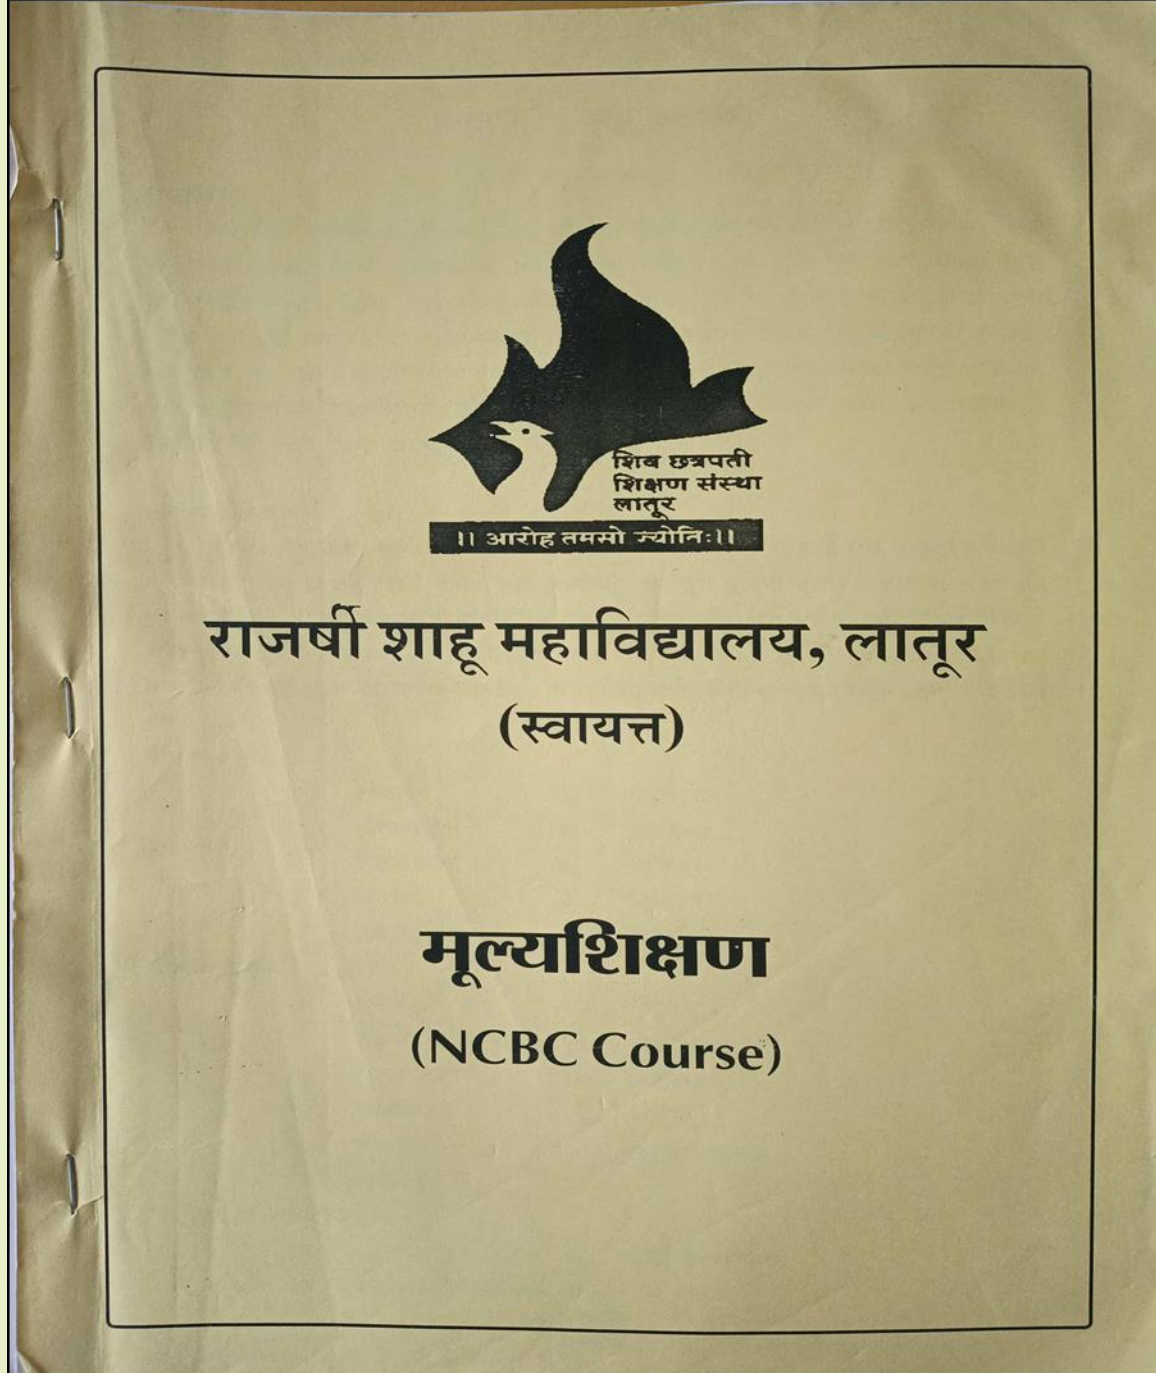 शिव छत्रपती
शिक्षण संस्था
लातूर
।। आरोह तमसो ज्योतिः।।
राजर्षी शाहू महाविद्यालय, लातूर
(स्वायत्त)
मूल्यशिक्षण
(NCBC Course)